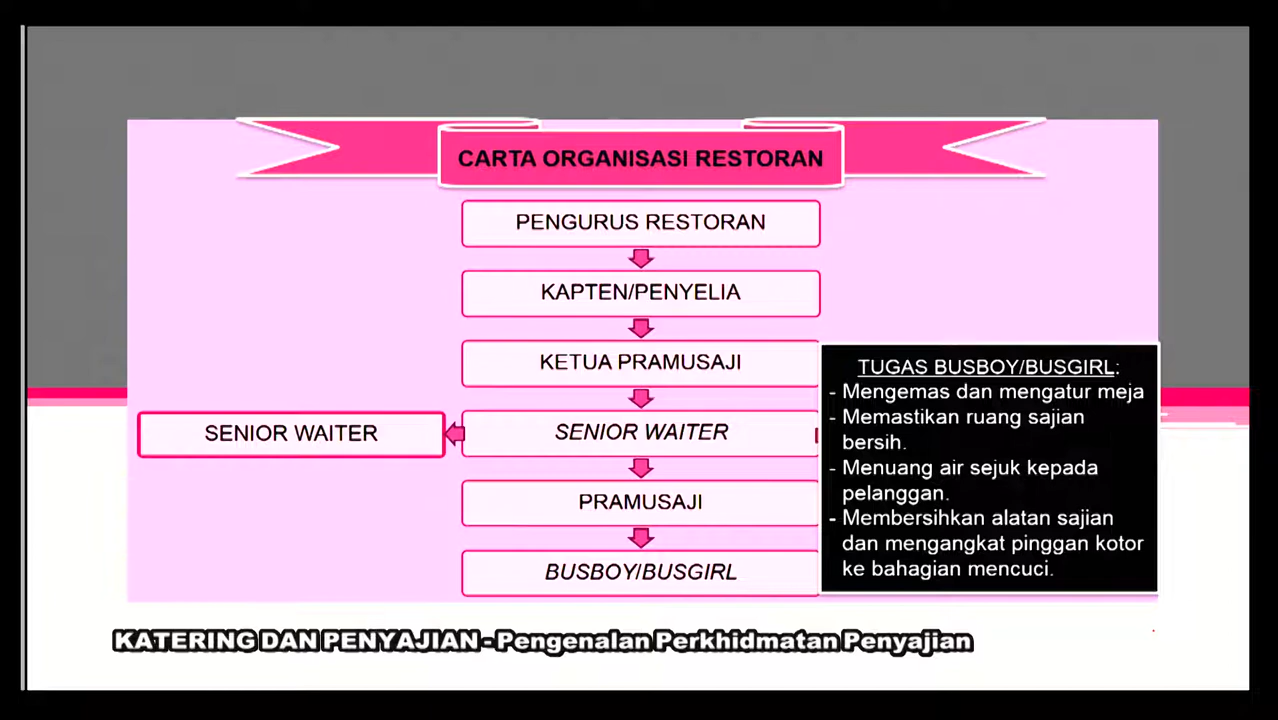 CARTA ORGANISASI RESTORAN
PENGURUS RESTORAN
KAPTEN/PENYELIA
KETUA PRAMUSAJI
SENIOR WAITER
SENIOR WAITER
PRAMUSAJI
BUSBOY/BUSGIRL
TUGAS BUSBOY/BUSGIRL:
- Mengemas dan mengatur meja
- Memastikan ruang sajian
bersih.
- Menuang air sejuk kepada
pelanggan.
- Membersihkan alatan sajian
dan mengangkat pinggan kotor
ke bahagian mencuci.
KATERING DAN PENYAJIAN - Pengenalan Perkhidmatan Penyajian